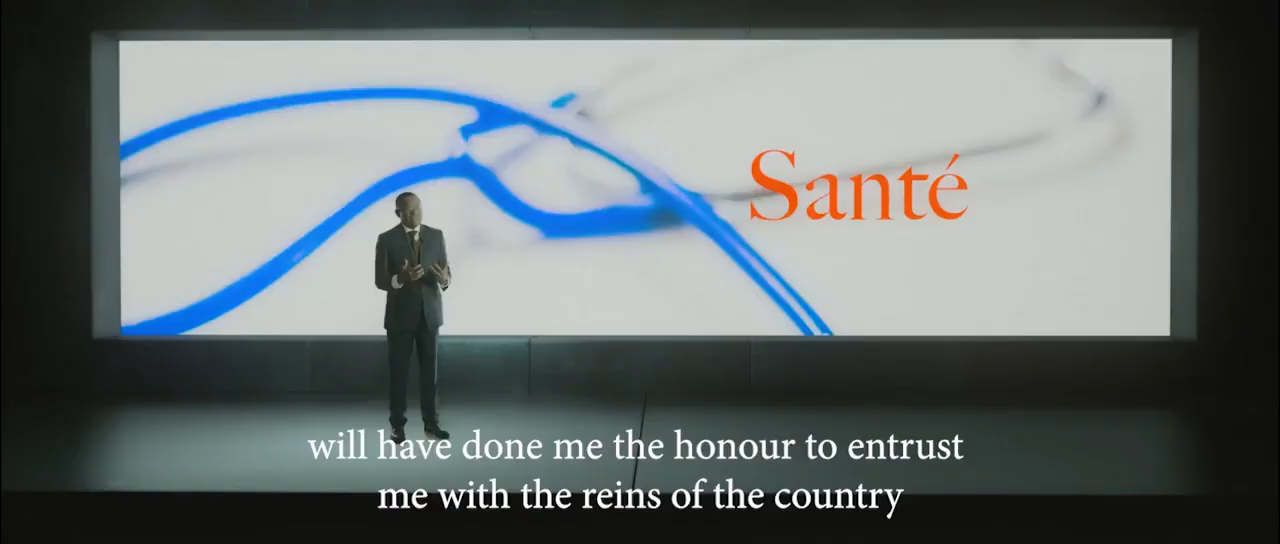 Santé
will have done me the honour to entrust
me with the reins of the country